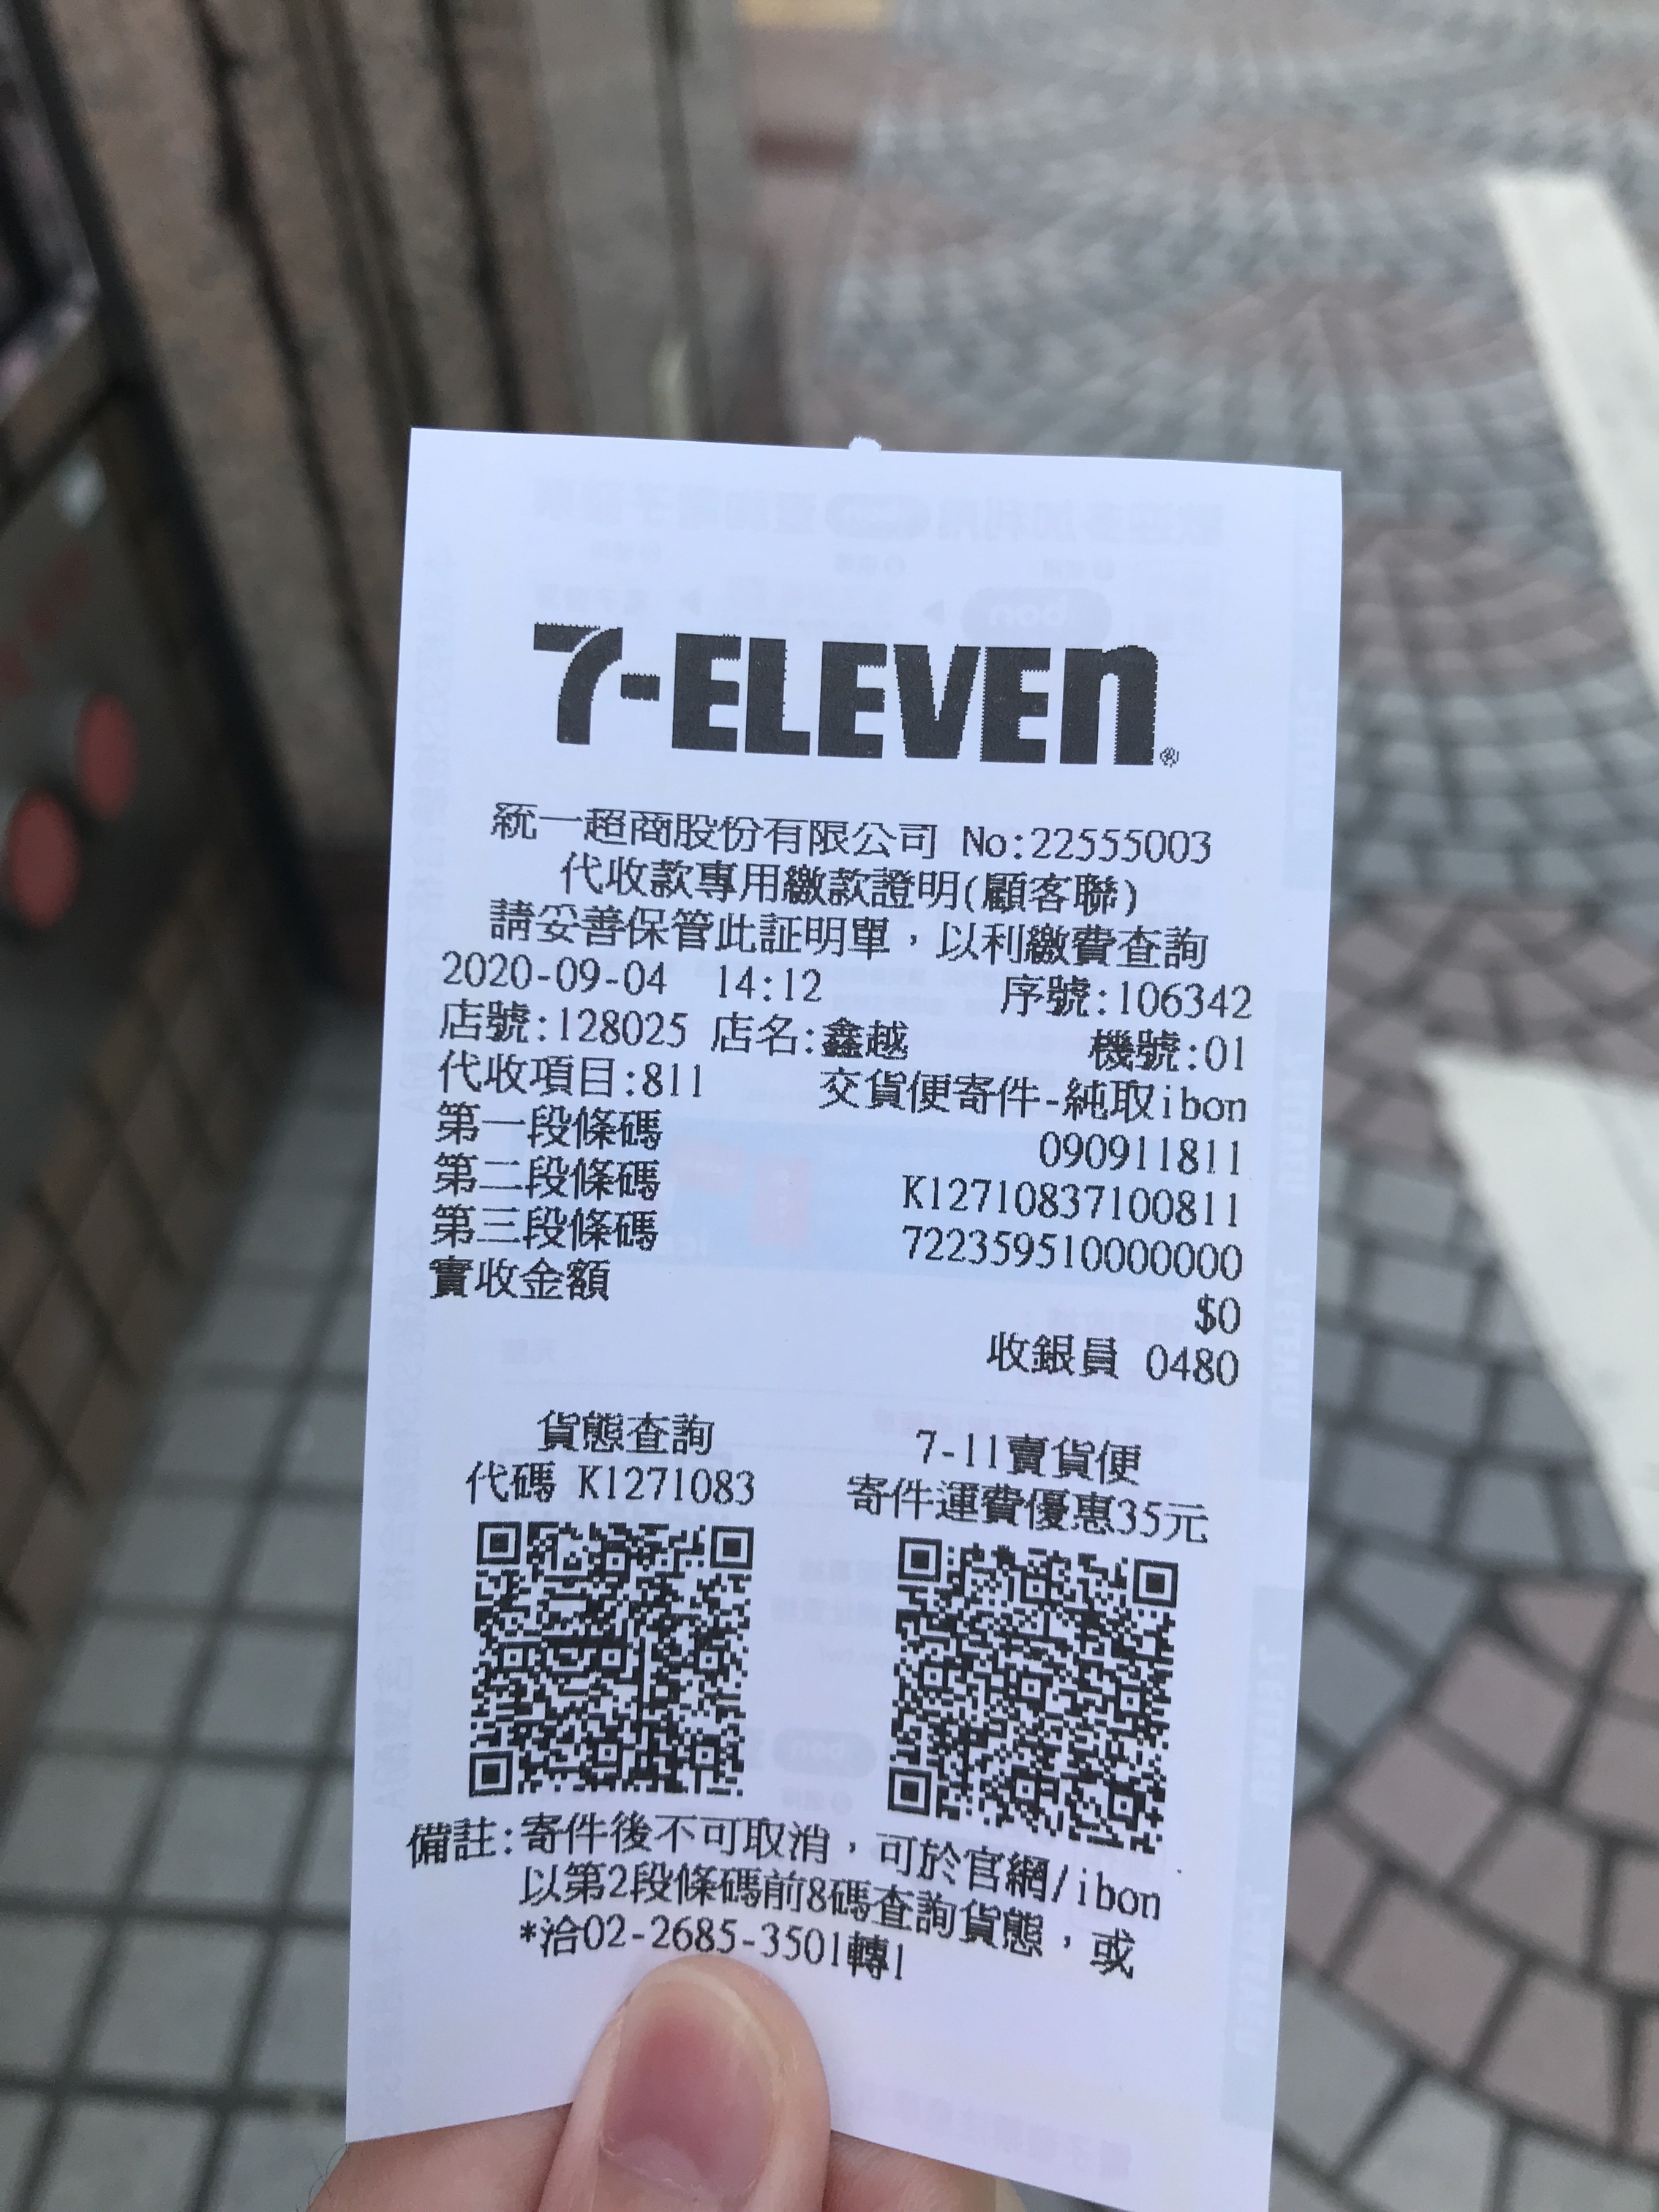 7-ELEVEN®
統一超商股份有限公司 No:22555003
代收款專用繳款證明(顧客聯)
請妥善保管此証明單，以利繳費查詢
2020-09-04 14:12 序號:106342
店號:128025 店名:鑫越 機號:01
代收項目:811 交貨便寄件-純取ibon
第一段條碼 090911811
第二段條碼 K12710837100811
第三段條碼 722359510000000
實收金額 $0
收銀員 0480
貨態查詢
代碼 K1271083
7-11賣貨便
寄件運費優惠35元
備註:寄件後不可取消，可於官網/ibon
以第2段條碼前8碼查詢貨態，或
*洽02-2685-3501轉1